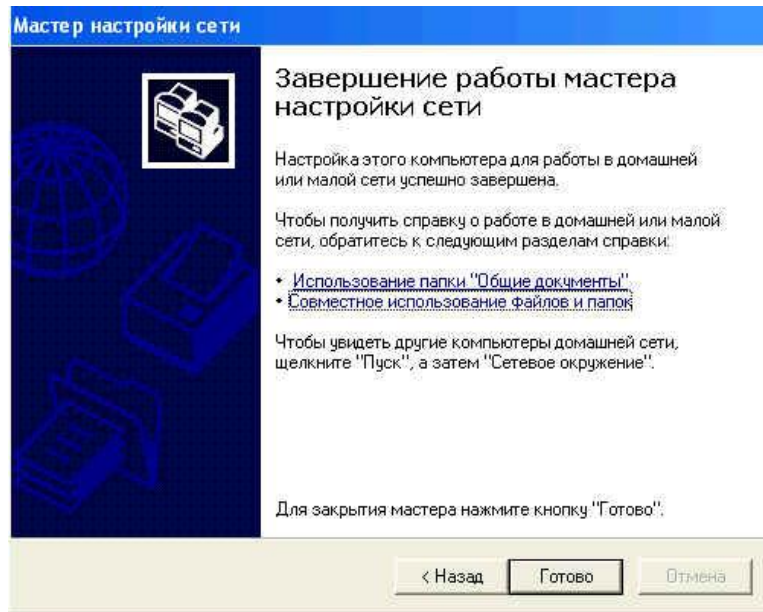 Мастер настройки сети
Завершение работы мастера
настройки сети
Настройка этого компьютера для работы в домашней
или малой сети успешно завершена.
Чтобы получить справку о работе в домашней или малой
сети, обратитесь к следующим разделам справки:
• Использование папки "Общие документы"
• Совместное использование файлов и папок
Чтобы увидеть другие компьютеры домашней сети,
щелкните "Пуск", а затем "Сетевое окружение".
Для закрытия мастера нажмите кнопку "Готово".
< Назад Готово Отмена